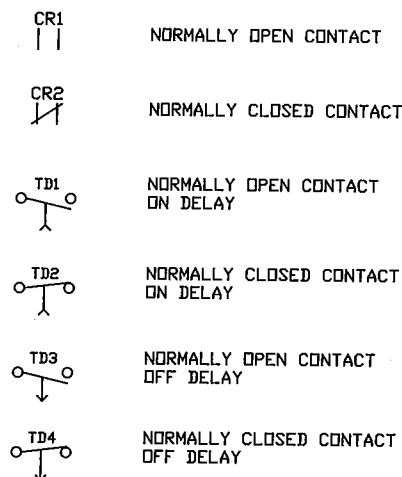 CR1
NORMALLY OPEN CONTACT
CR2
NORMALLY CLOSED CONTACT
TD1
NORMALLY OPEN CONTACT
ON DELAY
TD2
NORMALLY CLOSED CONTACT
ON DELAY
TD3
NORMALLY OPEN CONTACT
OFF DELAY
TD4
NORMALLY CLOSED CONTACT
OFF DELAY